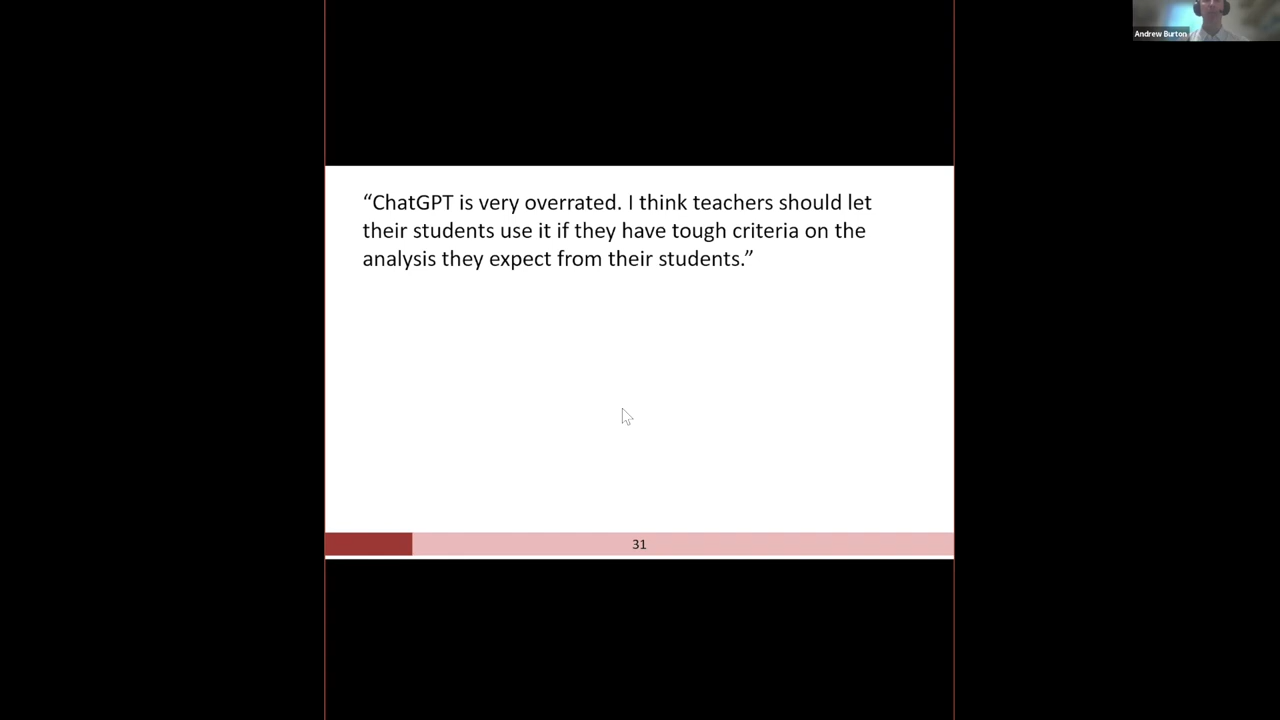 Andrew Burton
“ChatGPT is very overrated. I think teachers should let
their students use it if they have tough criteria on the
analysis they expect from their students.”
31